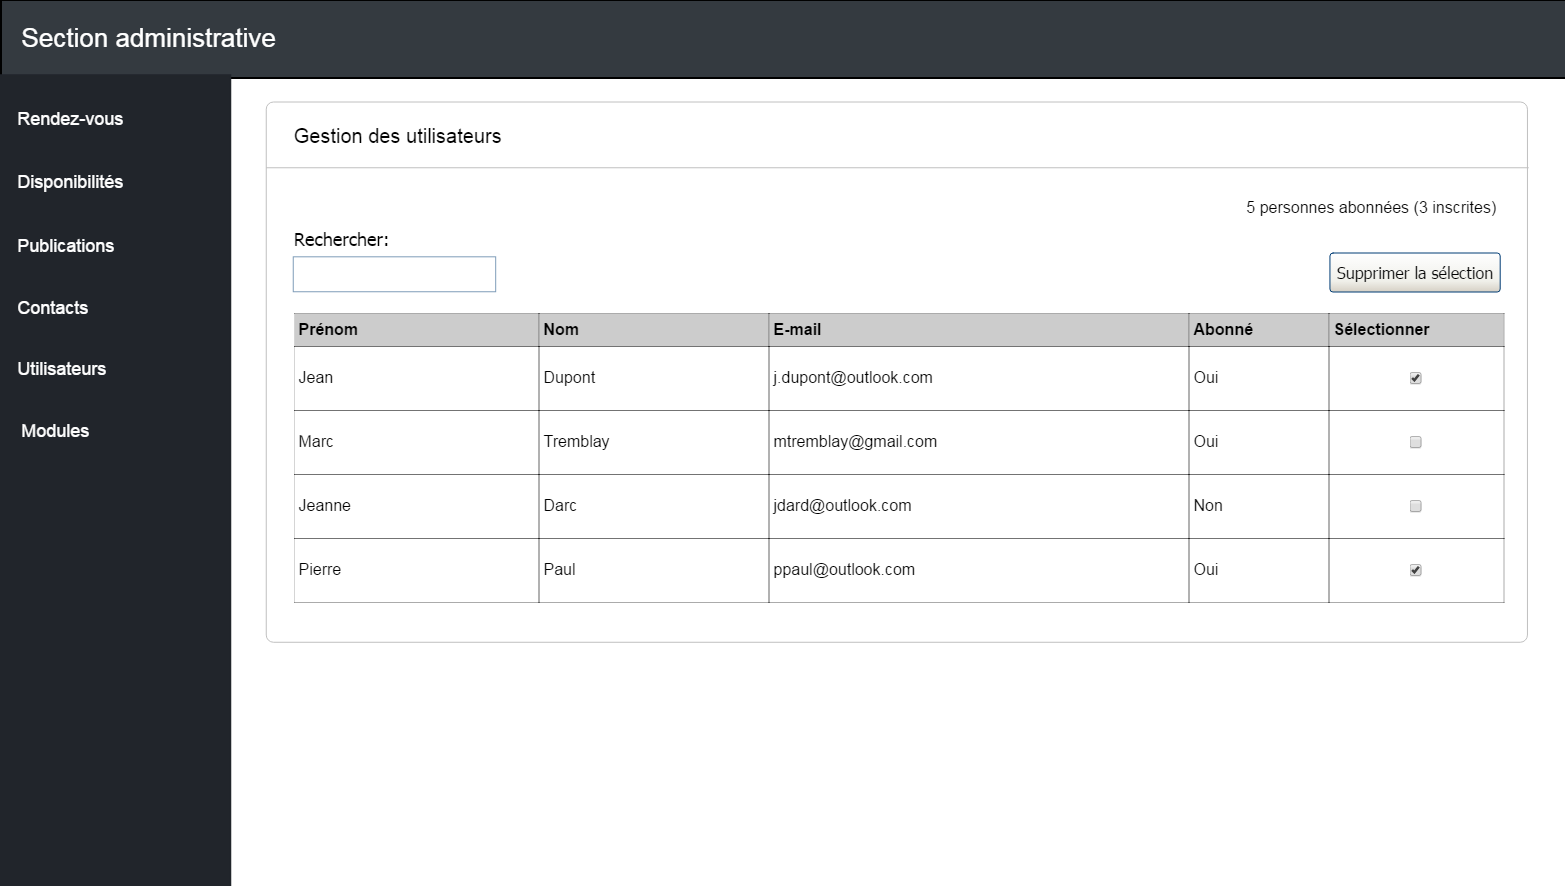 Section administrative
Rendez-vous
Disponibilités
Publications
Contacts
Utilisateurs
Modules
Gestion des utilisateurs
5 personnes abonnées (3 inscrites)
Rechercher:
Supprimer la sélection
Prénom Nom E-mail Abonné Sélectionner
Jean Dupont j.dupont@outlook.com Oui
Marc Tremblay mtremblay@gmail.com Oui
Jeanne Darc jdard@outlook.com Non
Pierre Paul ppaul@outlook.com Oui